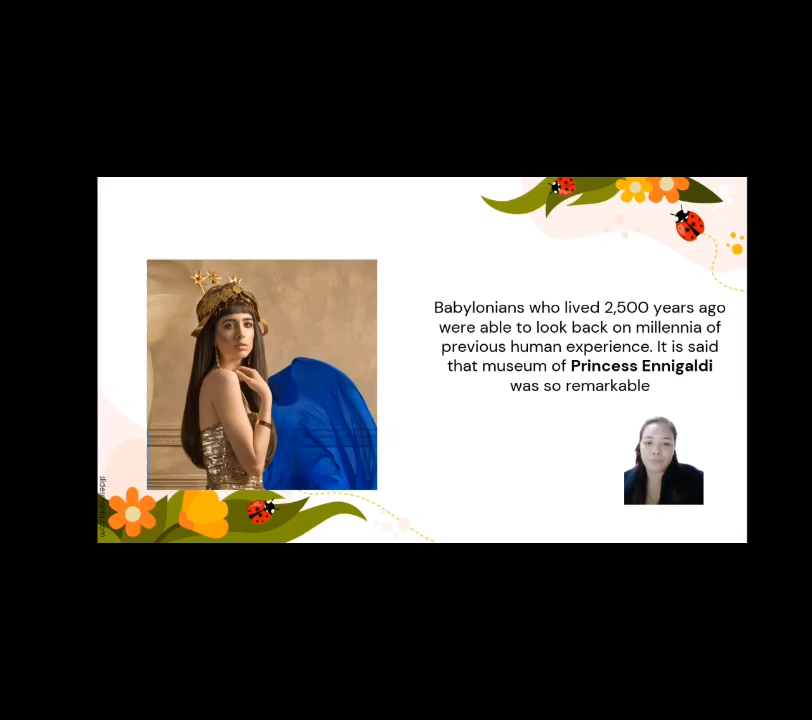 Babylonians who lived 2,500 years ago
were able to look back on millennia of
previous human experience. It is said
that museum of Princess Ennigaldi
was so remarkable